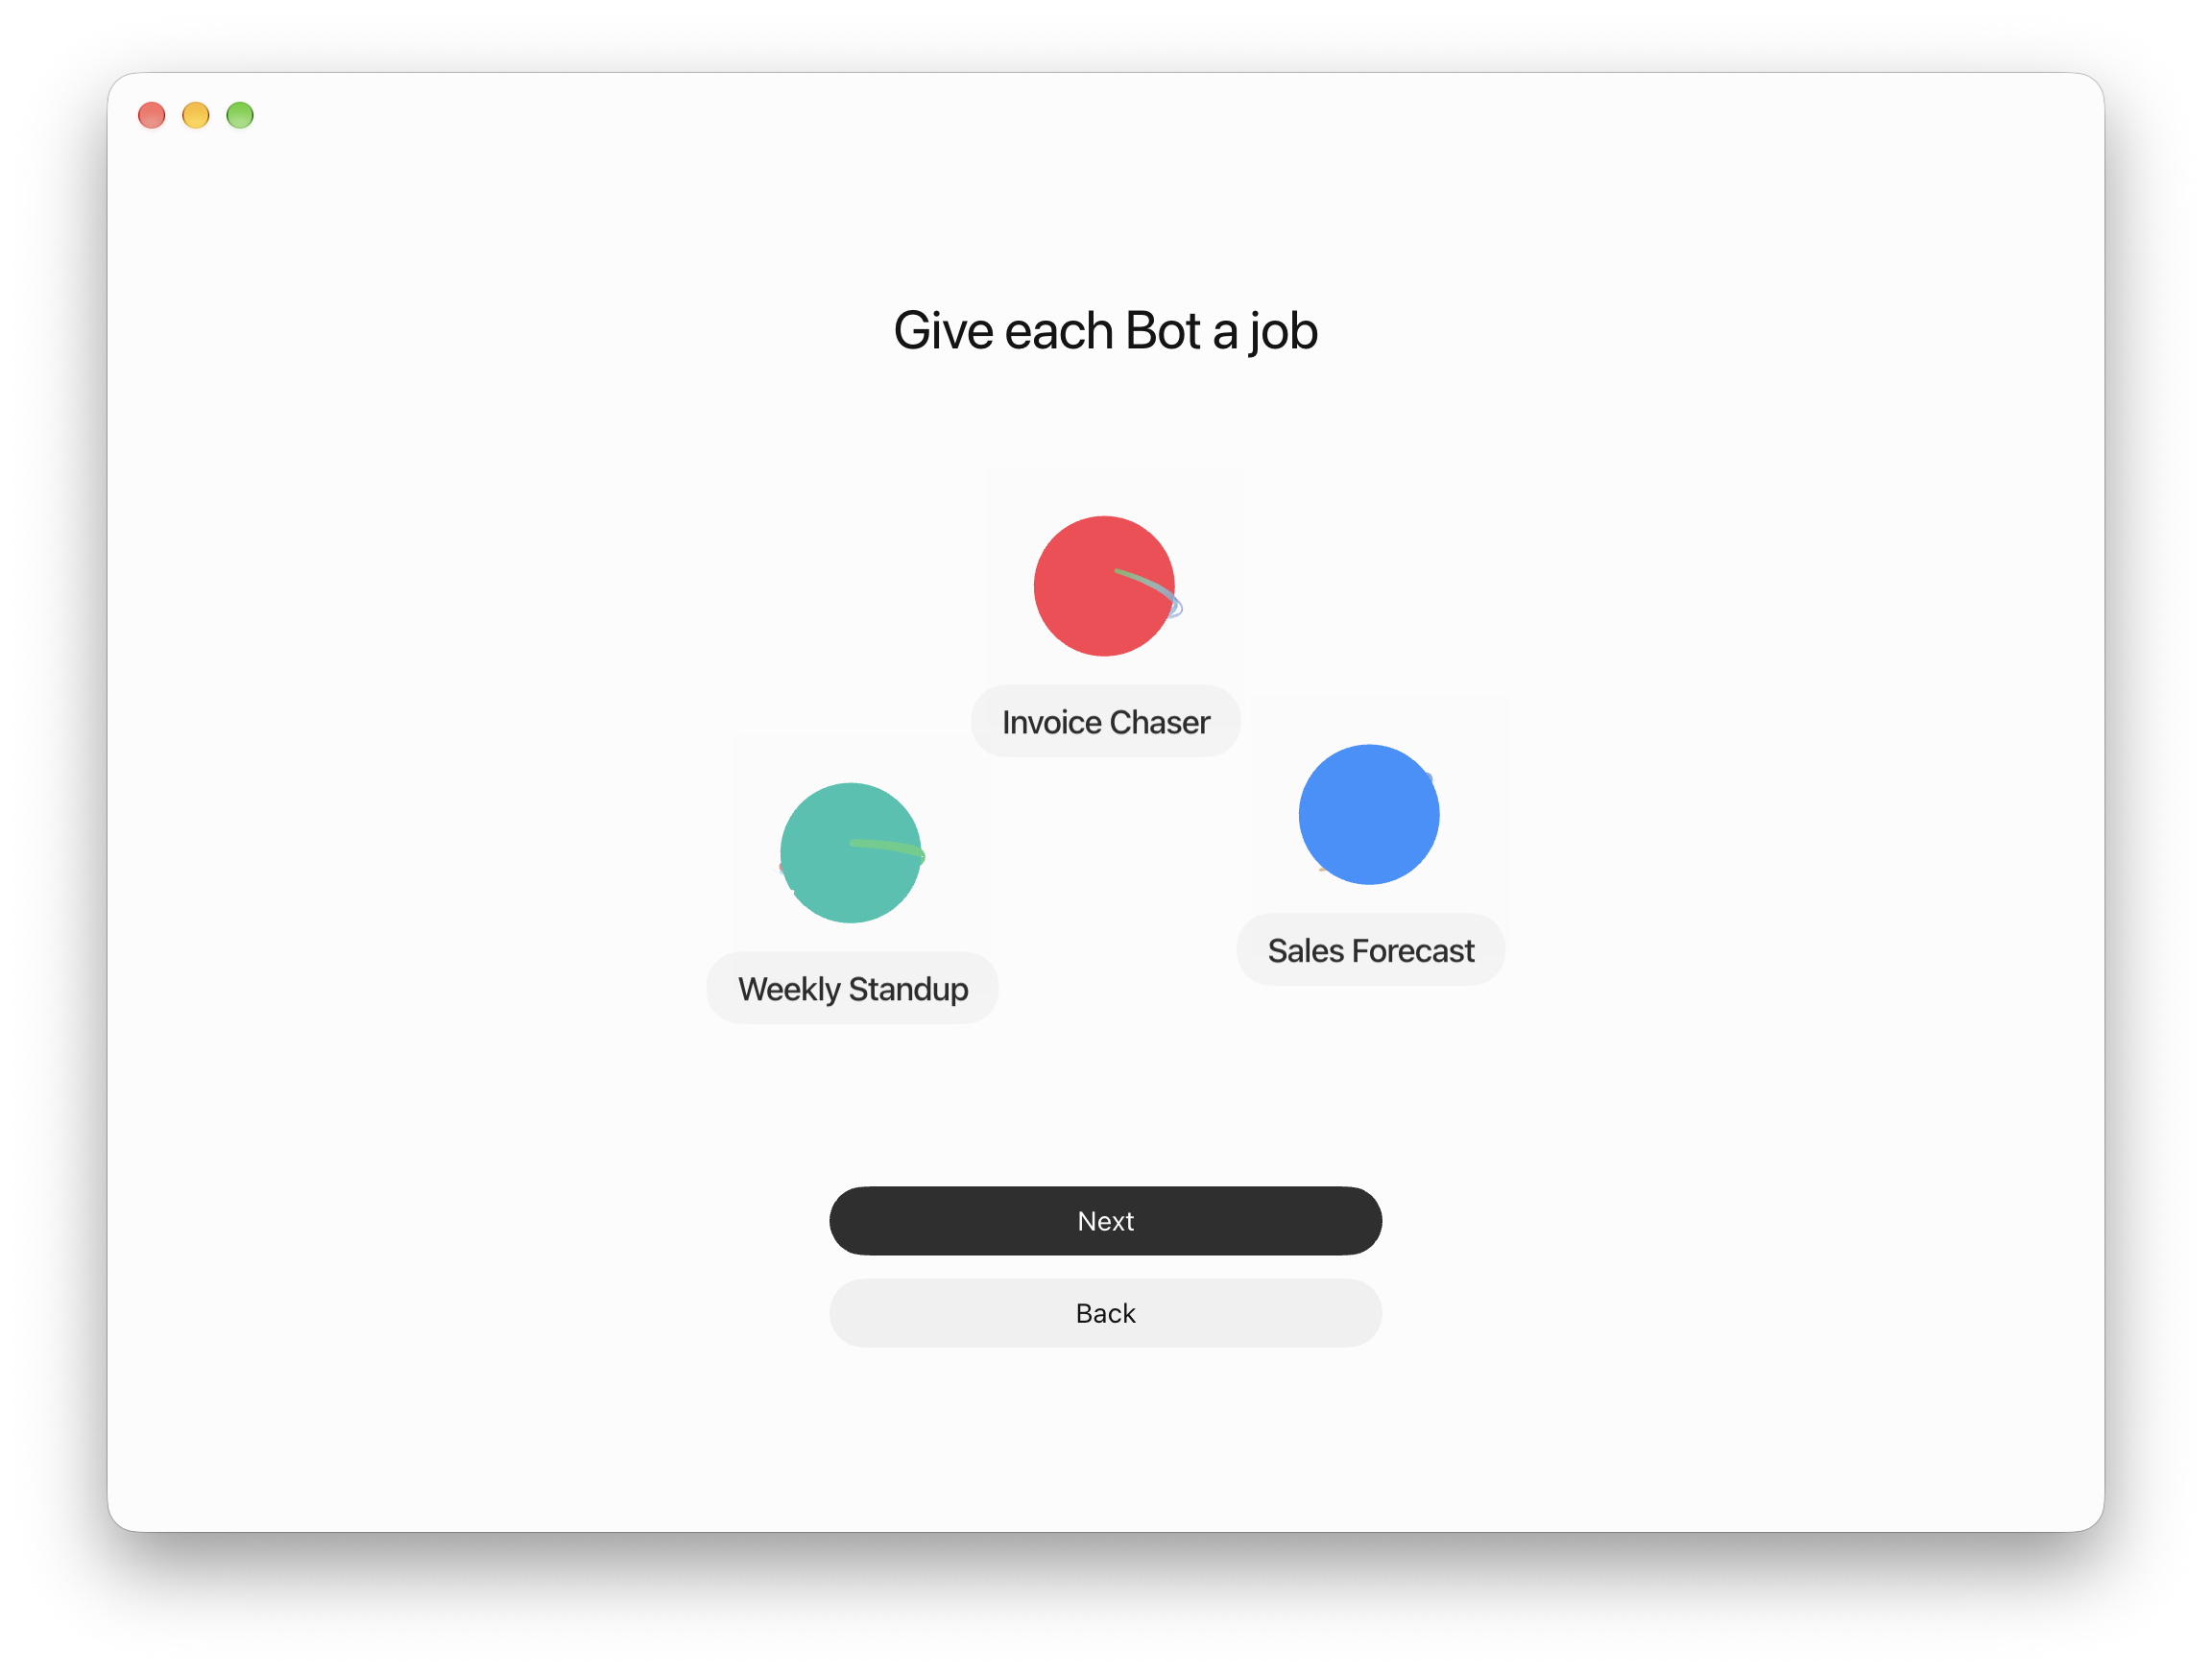 Give each Bot a job
Invoice Chaser
Sales Forecast
Weekly Standup
Next
Back